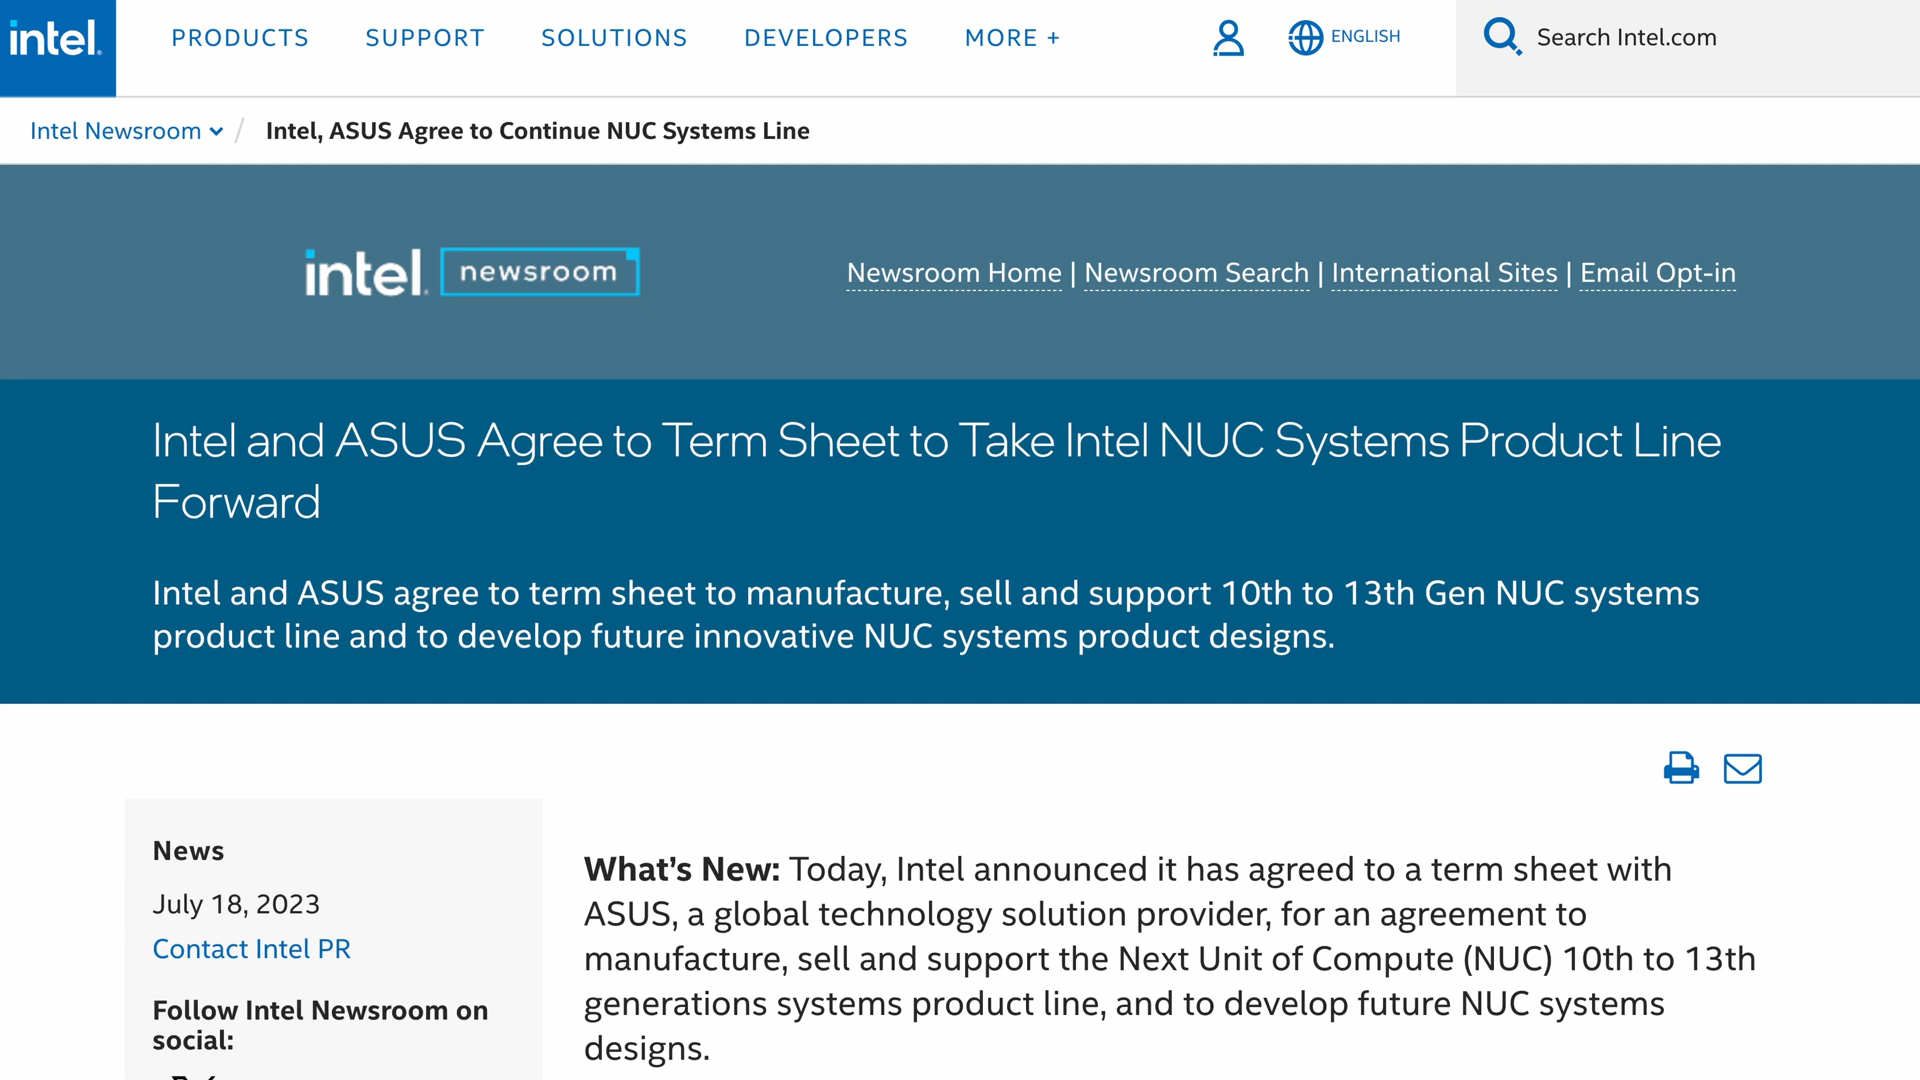 intel.
PRODUCTS SUPPORT SOLUTIONS DEVELOPERS MORE + ENGLISH Search Intel.com
Intel Newsroom / Intel, ASUS Agree to Continue NUC Systems Line
intel. newsroom
Newsroom Home | Newsroom Search | International Sites | Email Opt-in
Intel and ASUS Agree to Term Sheet to Take Intel NUC Systems Product Line
Forward
Intel and ASUS agree to term sheet to manufacture, sell and support 10th to 13th Gen NUC systems
product line and to develop future innovative NUC systems product designs.
News
July 18, 2023
Contact Intel PR
Follow Intel Newsroom on
social:
What’s New: Today, Intel announced it has agreed to a term sheet with
ASUS, a global technology solution provider, for an agreement to
manufacture, sell and support the Next Unit of Compute (NUC) 10th to 13th
generations systems product line, and to develop future NUC systems
designs.